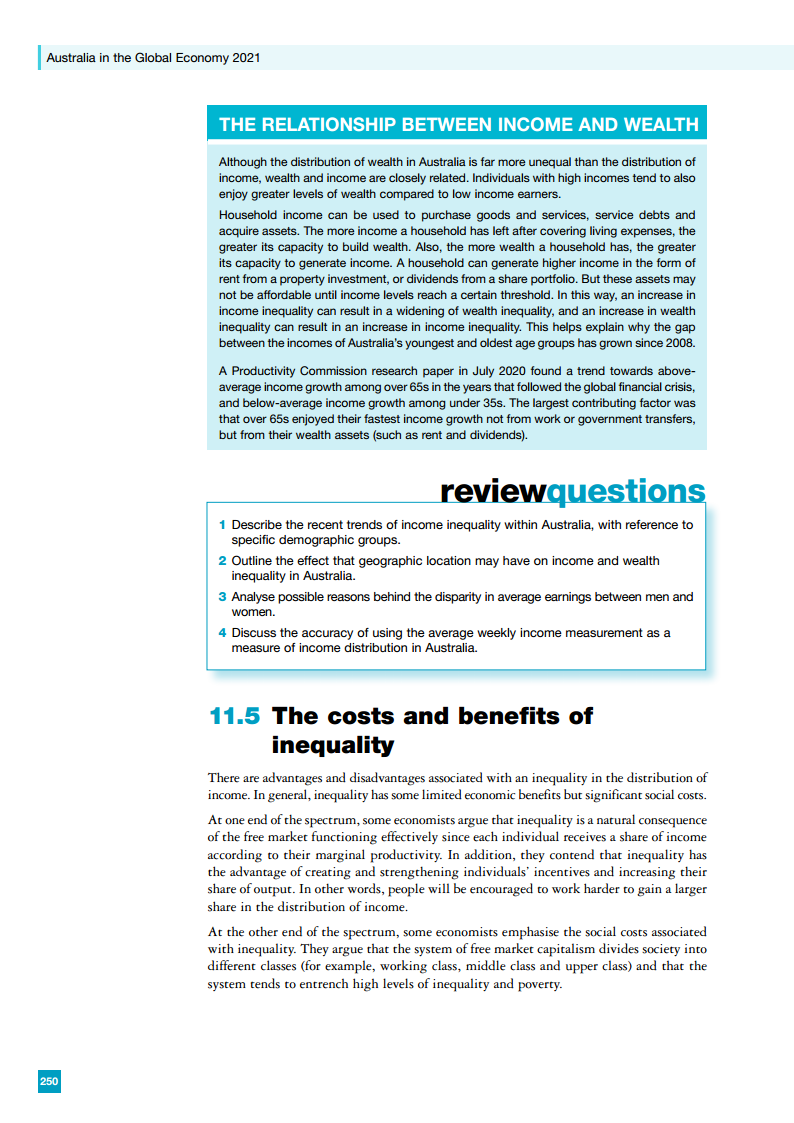 Australia in the Global Economy 2021
THE RELATIONSHIP BETWEEN INCOME AND WEALTH
Although the distribution of wealth in Australia is far more unequal than the distribution of
income, wealth and income are closely related. Individuals with high incomes tend to also
enjoy greater levels of wealth compared to low income earners.
Household income can be used to purchase goods and services, service debts and
acquire assets. The more income a household has left after covering living expenses, the
greater its capacity to build wealth. Also, the more wealth a household has, the greater
its capacity to generate income. A household can generate higher income in the form of
rent from a property investment, or dividends from a share portfolio. But these assets may
not be affordable until income levels reach a certain threshold. In this way, an increase in
income inequality can result in a widening of wealth inequality, and an increase in wealth
inequality can result in an increase in income inequality. This helps explain why the gap
between the incomes of Australia's youngest and oldest age groups has grown since 2008.
A Productivity Commission research paper in July 2020 found a trend towards above-
average income growth among over 65s in the years that followed the global financial crisis,
and below-average income growth among under 35s. The largest contributing factor was
that over 65s enjoyed their fastest income growth not from work or government transfers,
but from their wealth assets (such as rent and dividends).
reviewquestions
1 Describe the recent trends of income inequality within Australia, with reference to
specific demographic groups.
2 Outline the effect that geographic location may have on income and wealth
inequality in Australia.
3 Analyse possible reasons behind the disparity in average earnings between men and
women.
4 Discuss the accuracy of using the average weekly income measurement as a
measure of income distribution in Australia.
11.5 The costs and benefits of
inequality
There are advantages and disadvantages associated with an inequality in the distribution of
income. In general, inequality has some limited economic benefits but significant social costs.
At one end of the spectrum, some economists argue that inequality is a natural consequence
of the free market functioning effectively since each individual receives a share of income
according to their marginal productivity. In addition, they contend that inequality has
the advantage of creating and strengthening individuals' incentives and increasing their
share of output. In other words, people will be encouraged to work harder to gain a larger
share in the distribution of income.
At the other end of the spectrum, some economists emphasise the social costs associated
with inequality. They argue that the system of free market capitalism divides society into
different classes (for example, working class, middle class and upper class) and that the
system tends to entrench high levels of inequality and poverty.
250